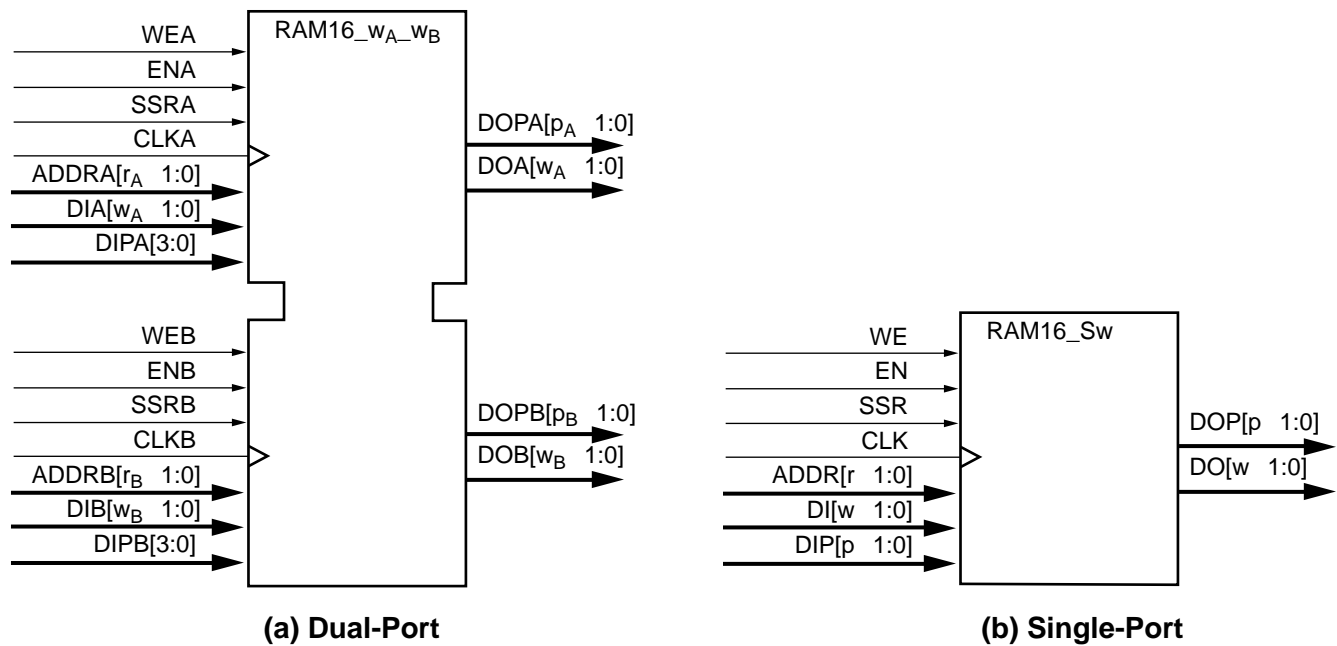 RAM16_wA_wB
WEA
ENA
SSRA
CLKA
ADDRA[rA 1:0]
DIA[wA 1:0]
DIPA[3:0]
DOPA[pA 1:0]
DOA[wA 1:0]
WEB
ENB
SSRB
CLKB
ADDRB[rB 1:0]
DIB[wB 1:0]
DIPB[3:0]
DOPB[pB 1:0]
DOB[wB 1:0]
(a) Dual-Port
RAM16_Sw
WE
EN
SSR
CLK
ADDR[r 1:0]
DI[w 1:0]
DIP[p 1:0]
DOP[p 1:0]
DO[w 1:0]
(b) Single-Port